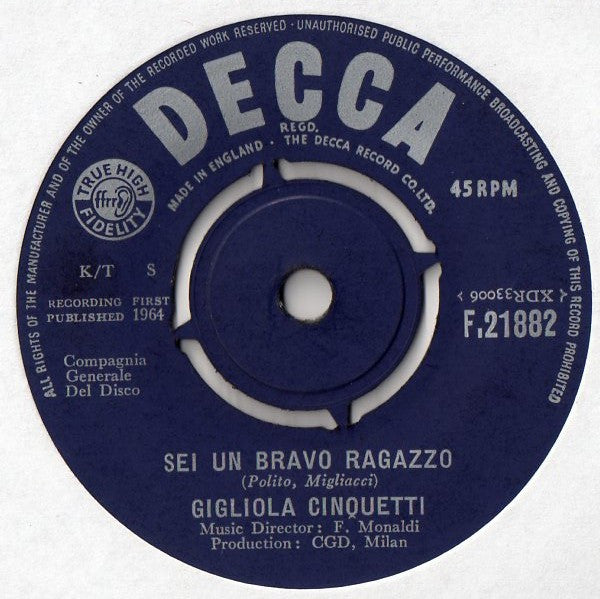 ALL RIGHTS OF THE MANUFACTURER AND OF THE OWNER OF THE RECORDED WORK RESERVED · UNAUTHORISED PUBLIC PERFORMANCE BROADCASTING AND COPYING OF THIS RECORD PROHIBITED
DECCA
REGD.
MADE IN ENGLAND · THE DECCA RECORD CO. LTD.
TRUE HIGH
ffrr
FIDELITY
45 RPM
K/T S
RECORDING FIRST
PUBLISHED 1964
XDR33006
F.21882
Compagnia
Generale
Del Disco
SEI UN BRAVO RAGAZZO
(Polito, Migliacci)
GIGLIOLA CINQUETTI
Music Director: F. Monaldi
Production: CGD, Milan